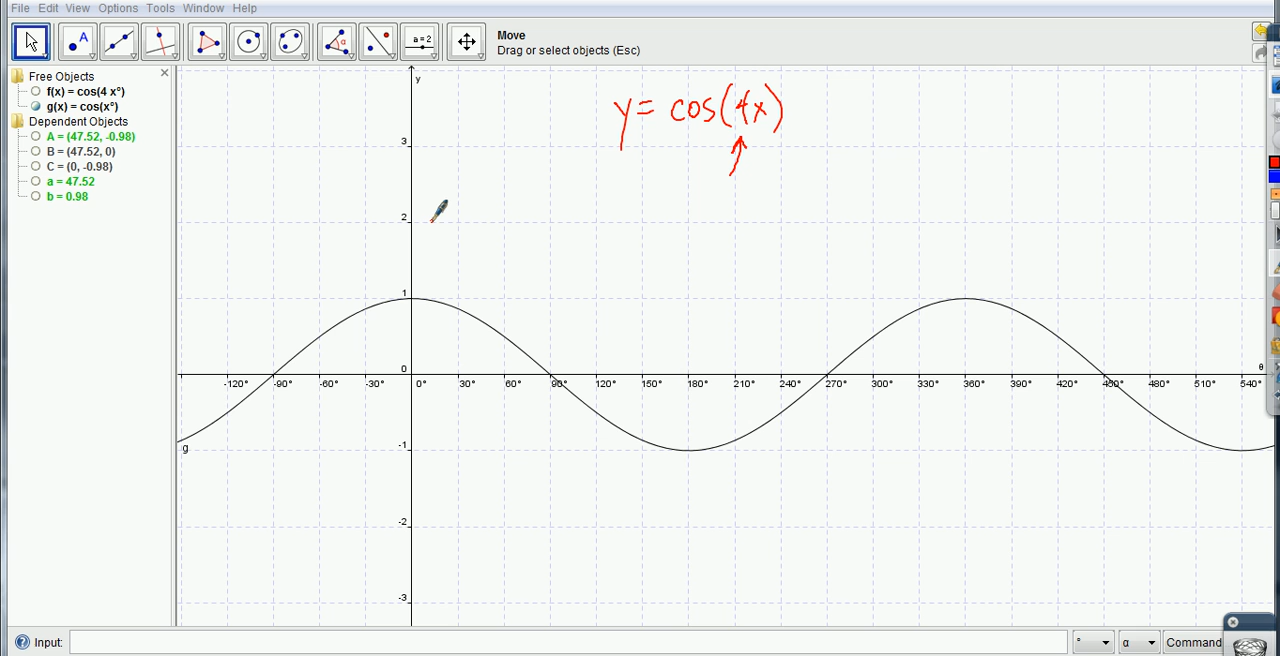 File Edit View Options Tools Window Help
A
α
a = 2
Move
Drag or select objects (Esc)
Free Objects
f(x) = cos(4 x°)
g(x) = cos(x°)
Dependent Objects
A = (47.52, -0.98)
B = (47.52, 0)
C = (0, -0.98)
a = 47.52
b = 0.98
y = cos(4x)
y
3
2
1
0
-1
-2
-3
-120° -90° -60° -30° 0° 30° 60° 90° 120° 150° 180° 210° 240° 270° 300° 330° 360° 390° 420° 450° 480° 510° 540°
θ
g
Input:
°
α
Command